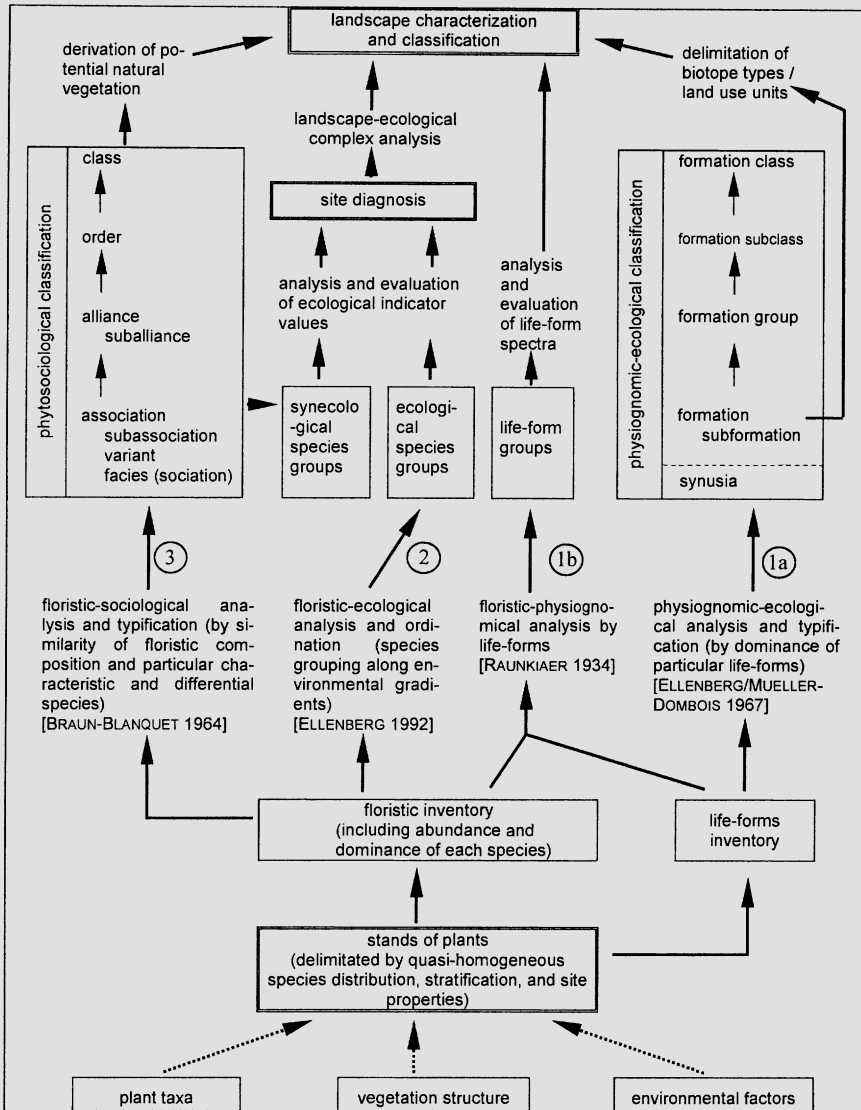 landscape characterization
and classification
derivation of po-
tential natural
vegetation
delimitation of
biotope types /
land use units
landscape-ecological
complex analysis
site diagnosis
phytosociological classification
class
order
alliance
suballiance
association
subassociation
variant
facies (sociation)
analysis and evaluation
of ecological indicator
values
analysis
and
evaluation
of life-form
spectra
synecolo-
-gical
species
groups
ecologi-
cal
species
groups
life-form
groups
physiognomic-ecological classification
formation class
formation subclass
formation group
formation
subformation
synusia
3
2
1b
1a
floristic-sociological ana-
lysis and typification (by si-
milarity of floristic com-
position and particular cha-
racteristic and differential
species)
[BRAUN-BLANQUET 1964]
floristic-ecological
analysis and ordi-
nation (species
grouping along en-
vironmental gradi-
ents)
[ELLENBERG 1992]
floristic-physiogno-
mical analysis by
life-forms
[RAUNKIAER 1934]
physiognomic-ecologi-
cal analysis and typifi-
cation (by dominance of
particular life-forms)
[ELLENBERG/MUELLER-
DOMBOIS 1967]
floristic inventory
(including abundance and
dominance of each species)
life-forms
inventory
stands of plants
(delimitated by quasi-homogeneous
species distribution, stratification, and site
properties)
plant taxa
vegetation structure
environmental factors